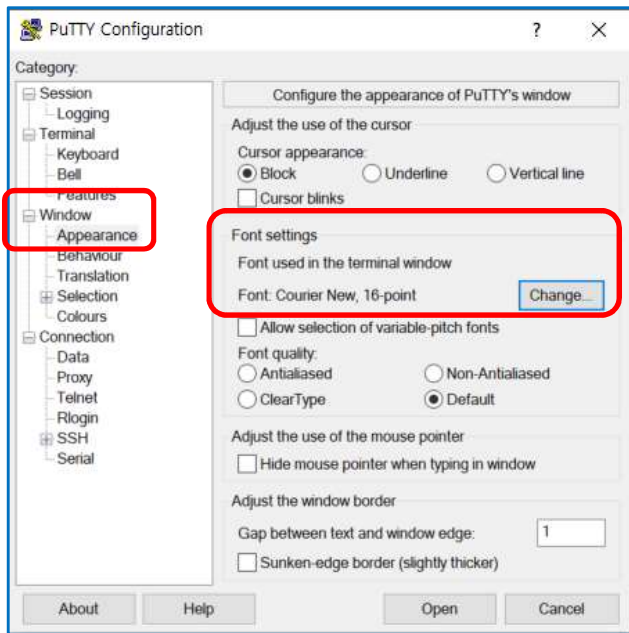 PuTTY Configuration
?
Category:
Session
Logging
Terminal
Keyboard
Bell
Features
Window
Appearance
Behaviour
Translation
Selection
Colours
Connection
Data
Proxy
Telnet
Rlogin
SSH
Serial
Configure the appearance of PuTTY's window
Adjust the use of the cursor
Cursor appearance:
Block Underline Vertical line
Cursor blinks
Font settings
Font used in the terminal window
Font: Courier New, 16-point Change...
Allow selection of variable-pitch fonts
Font quality:
Antialiased Non-Antialiased
ClearType Default
Adjust the use of the mouse pointer
Hide mouse pointer when typing in window
Adjust the window border
Gap between text and window edge: 1
Sunken-edge border (slightly thicker)
About Help Open Cancel